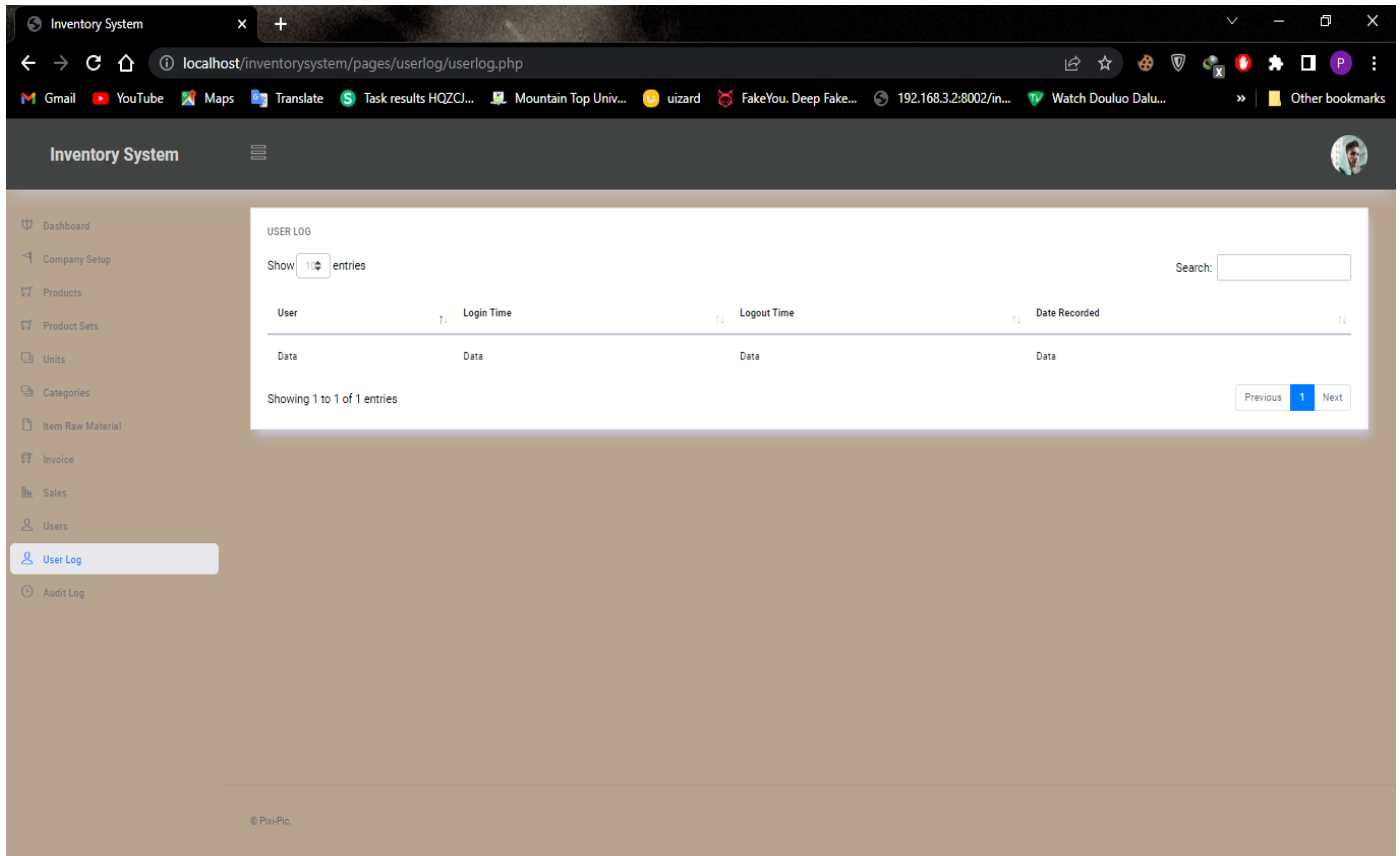 Inventory System
localhost/inventorysystem/pages/userlog/userlog.php
P
Gmail YouTube Maps Translate Task results HQZCJ... Mountain Top Univ... uizard FakeYou. Deep Fake... 192.168.3.2:8002/in... Watch Douluo Dalu... » Other bookmarks
Inventory System
Dashboard
Company Setup
Products
Product Sets
Units
Categories
Item Raw Material
Invoice
Sales
Users
User Log
Audit Log
USER LOG
Show 10 entries
Search:
User Login Time Logout Time Date Recorded
Data Data Data Data
Showing 1 to 1 of 1 entries
Previous 1 Next
© Pixi-Pic.